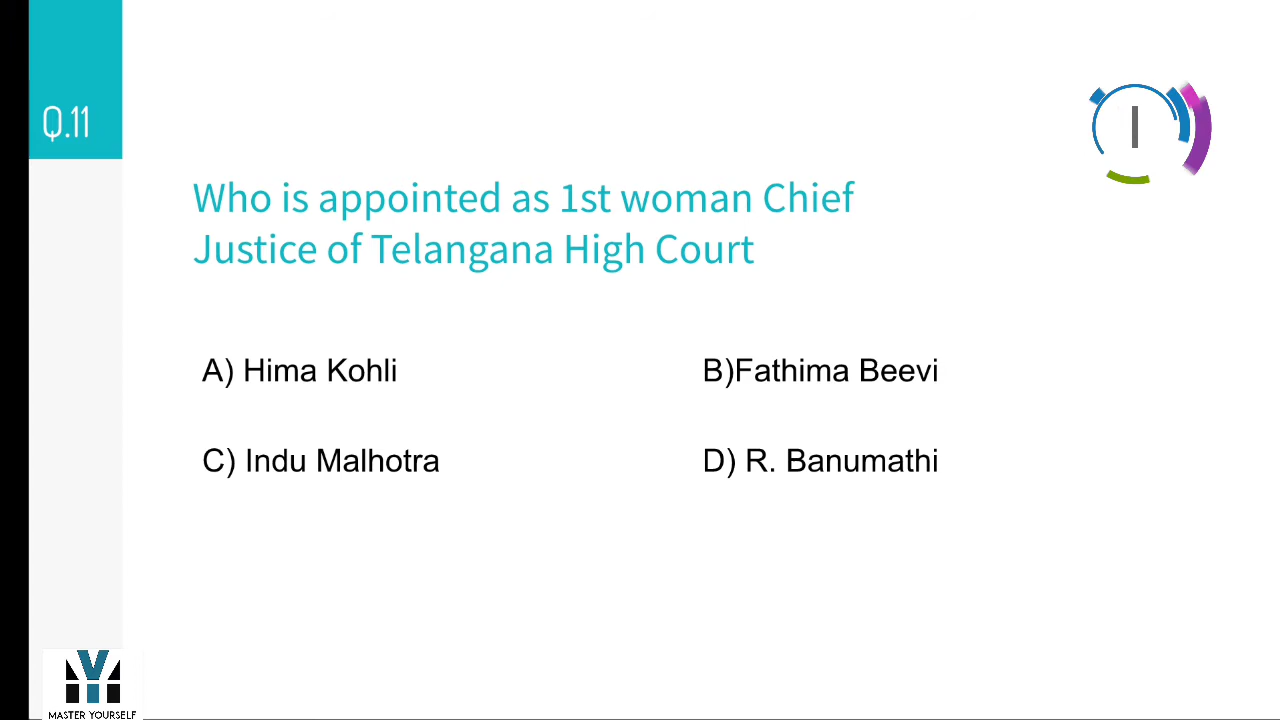 Q.11
Who is appointed as 1st woman Chief
Justice of Telangana High Court
A) Hima Kohli
B)Fathima Beevi
C) Indu Malhotra
D) R. Banumathi
MASTER YOURSELF